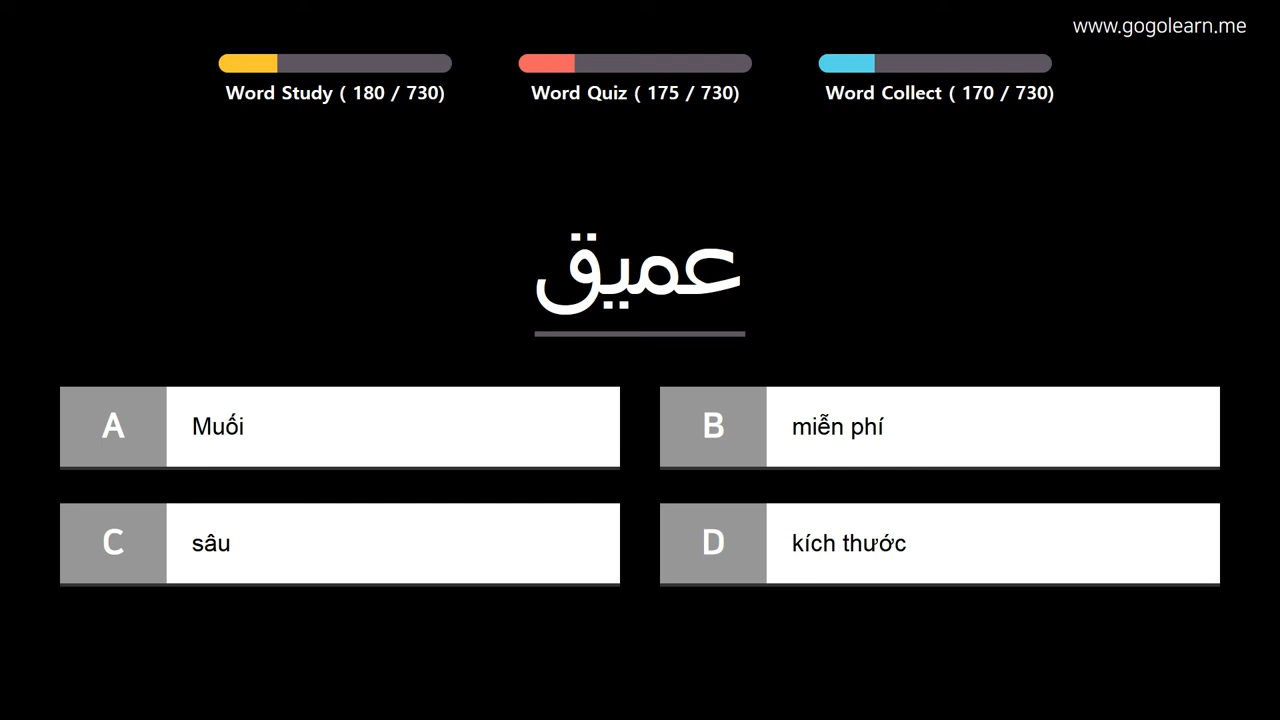 www.gogolearn.me
Word Study ( 180 / 730)
Word Quiz ( 175 / 730)
Word Collect ( 170 / 730)
عميق
A
Muối
B
miễn phí
C
sâu
D
kích thước